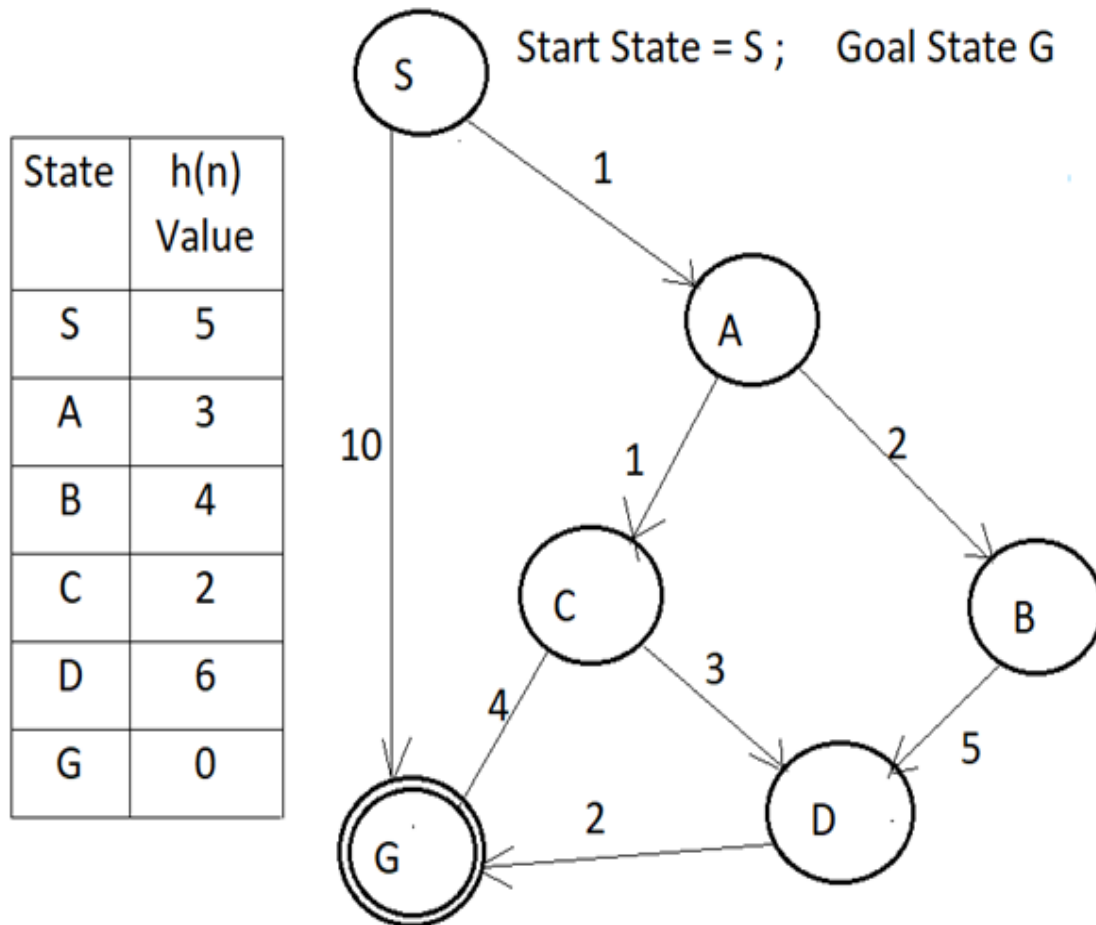 Start State = S ;    Goal State G
State h(n) Value
S 5
A 3
B 4
C 2
D 6
G 0
S
1
A
10
1
2
C
B
4
3
5
G
2
D